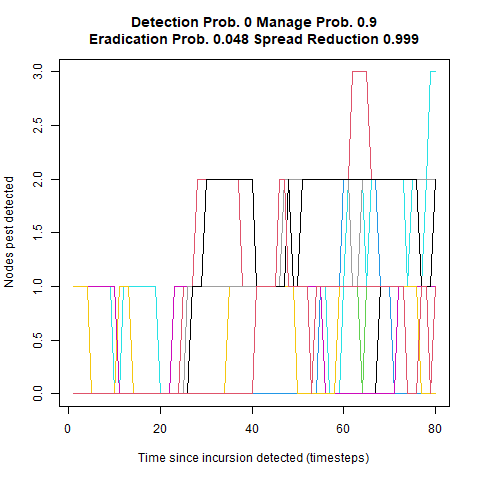 Detection Prob. 0 Manage Prob. 0.9
Eradication Prob. 0.048 Spread Reduction 0.999
Nodes pest detected
3.0
2.5
2.0
1.5
1.0
0.5
0.0
0 20 40 60 80
Time since incursion detected (timesteps)